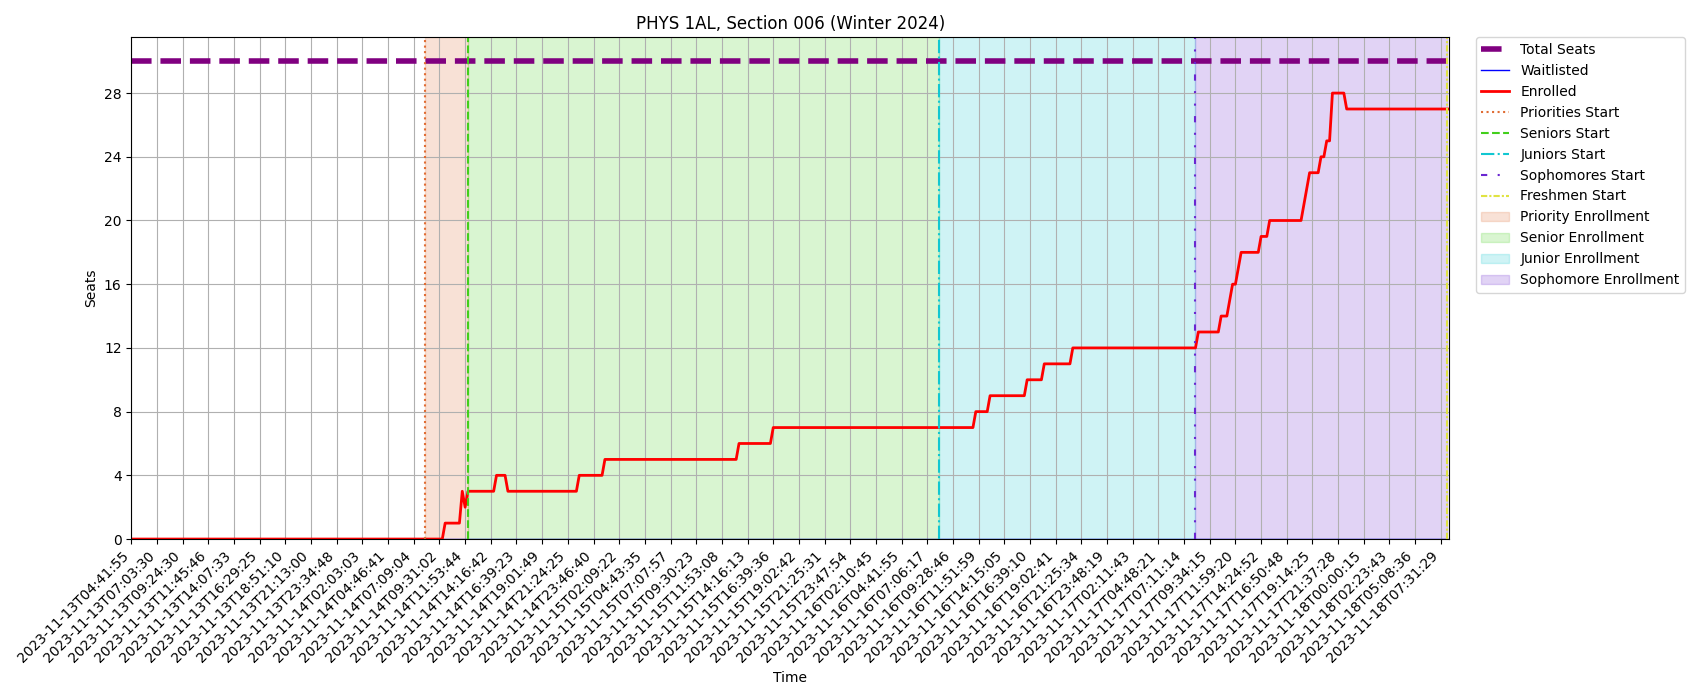 PHYS 1AL, Section 006 (Winter 2024)
Total Seats
Waitlisted
Enrolled
Priorities Start
Seniors Start
Juniors Start
Sophomores Start
Freshmen Start
Priority Enrollment
Senior Enrollment
Junior Enrollment
Sophomore Enrollment
Seats
28
24
20
16
12
8
4
0
2023-11-13T04:41:55
2023-11-13T07:03:30
2023-11-13T09:24:30
2023-11-13T11:45:46
2023-11-13T14:07:33
2023-11-13T16:29:25
2023-11-13T18:51:10
2023-11-13T21:13:00
2023-11-13T23:34:48
2023-11-14T02:03:03
2023-11-14T04:46:41
2023-11-14T07:09:04
2023-11-14T09:31:02
2023-11-14T11:53:44
2023-11-14T14:16:42
2023-11-14T16:39:23
2023-11-14T19:01:49
2023-11-14T21:24:25
2023-11-14T23:46:40
2023-11-15T02:09:22
2023-11-15T04:43:35
2023-11-15T07:07:57
2023-11-15T09:30:23
2023-11-15T11:53:08
2023-11-15T14:16:13
2023-11-15T16:39:36
2023-11-15T19:02:42
2023-11-15T21:25:31
2023-11-15T23:47:54
2023-11-16T02:10:45
2023-11-16T04:41:55
2023-11-16T07:06:17
2023-11-16T09:28:46
2023-11-16T11:51:59
2023-11-16T14:15:05
2023-11-16T16:39:10
2023-11-16T19:02:41
2023-11-16T21:25:34
2023-11-16T23:48:19
2023-11-17T02:11:43
2023-11-17T04:48:21
2023-11-17T07:11:14
2023-11-17T09:34:15
2023-11-17T11:59:20
2023-11-17T14:24:52
2023-11-17T16:50:48
2023-11-17T19:14:25
2023-11-17T21:37:28
2023-11-18T00:00:15
2023-11-18T02:23:43
2023-11-18T05:08:36
2023-11-18T07:31:29
Time